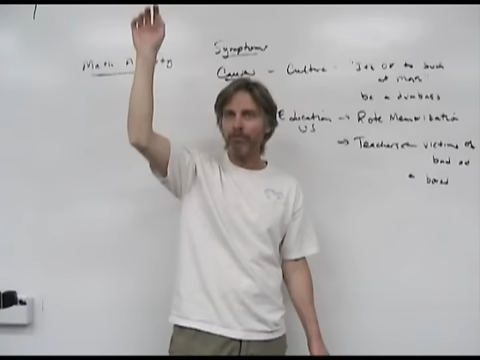 Math A ty
Symptoms
Causes - Culture - "It's OK to suck
at Math"
be a dumbass
Education → Rote Memorization
US
⇒ Teachers victims of
bad ed
bored